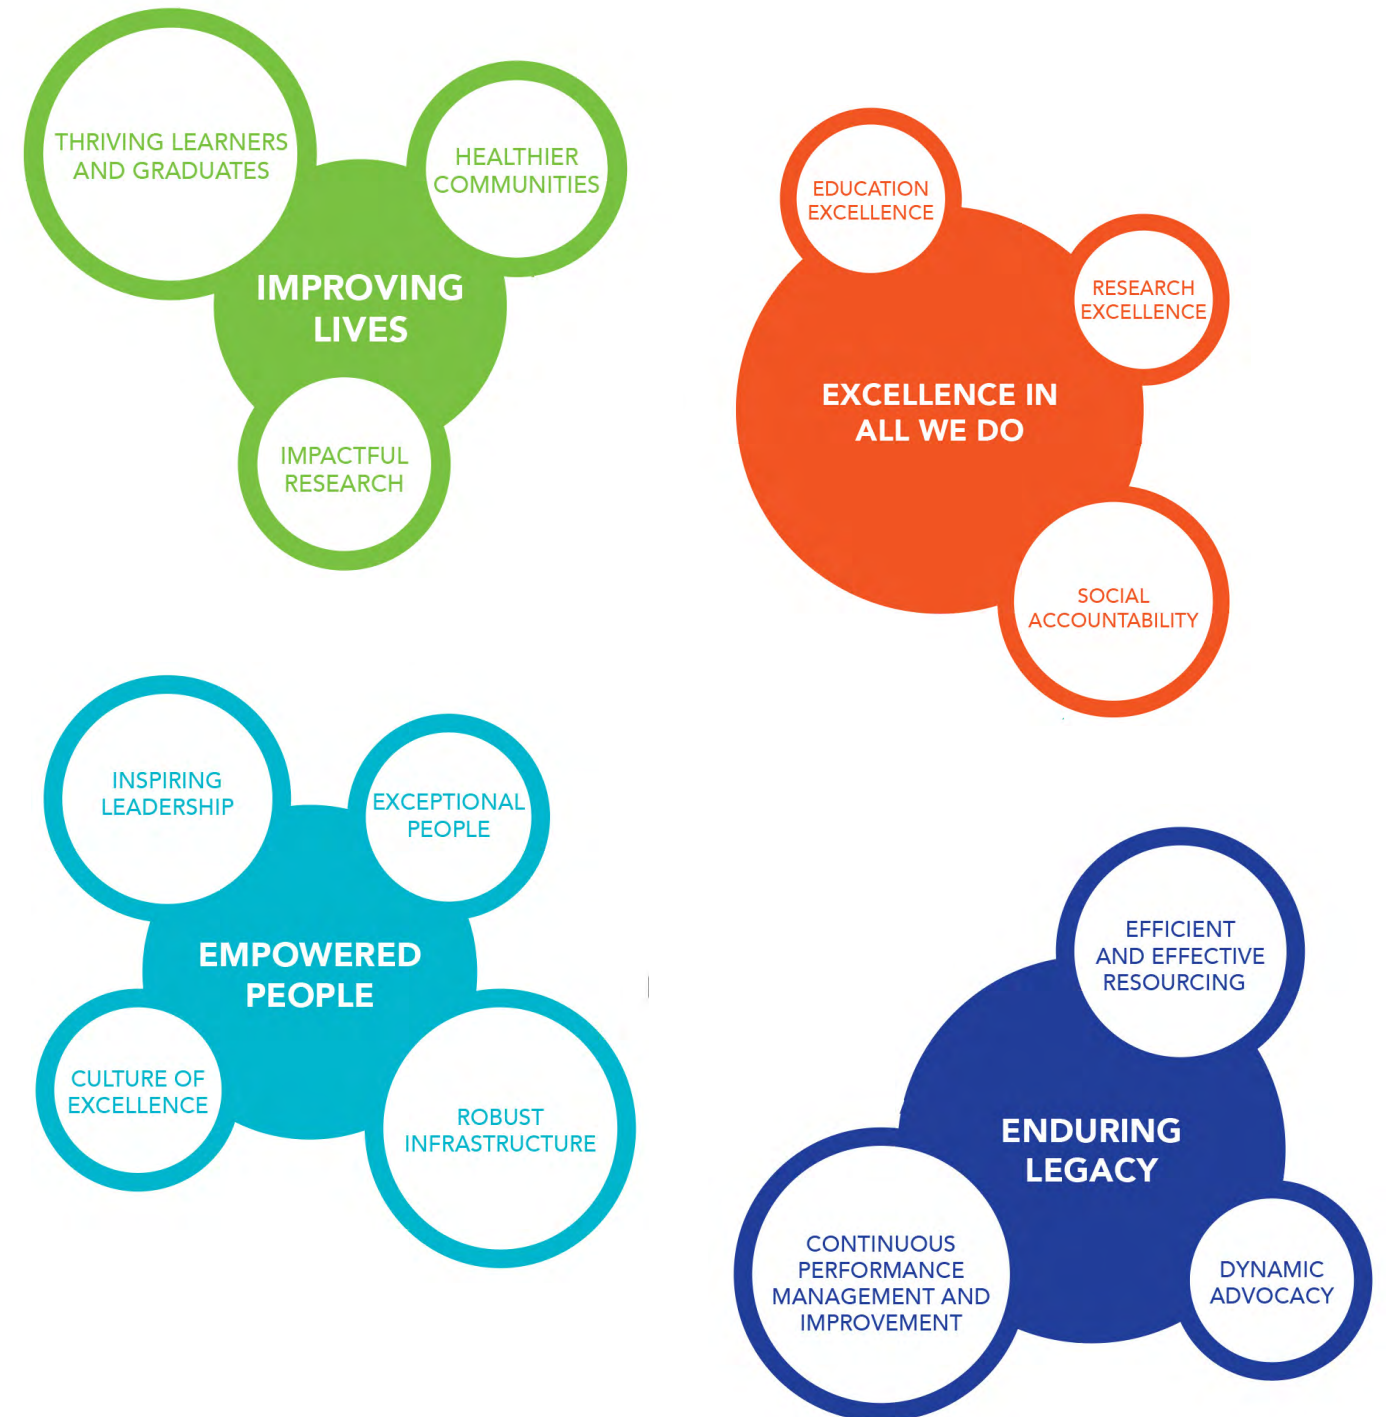 THRIVING LEARNERS
AND GRADUATES
HEALTHIER
COMMUNITIES
IMPROVING
LIVES
IMPACTFUL
RESEARCH
EDUCATION
EXCELLENCE
RESEARCH
EXCELLENCE
EXCELLENCE IN
ALL WE DO
SOCIAL
ACCOUNTABILITY
INSPIRING
LEADERSHIP
EXCEPTIONAL
PEOPLE
EMPOWERED
PEOPLE
CULTURE OF
EXCELLENCE
ROBUST
INFRASTRUCTURE
EFFICIENT
AND EFFECTIVE
RESOURCING
ENDURING
LEGACY
CONTINUOUS
PERFORMANCE
MANAGEMENT AND
IMPROVEMENT
DYNAMIC
ADVOCACY